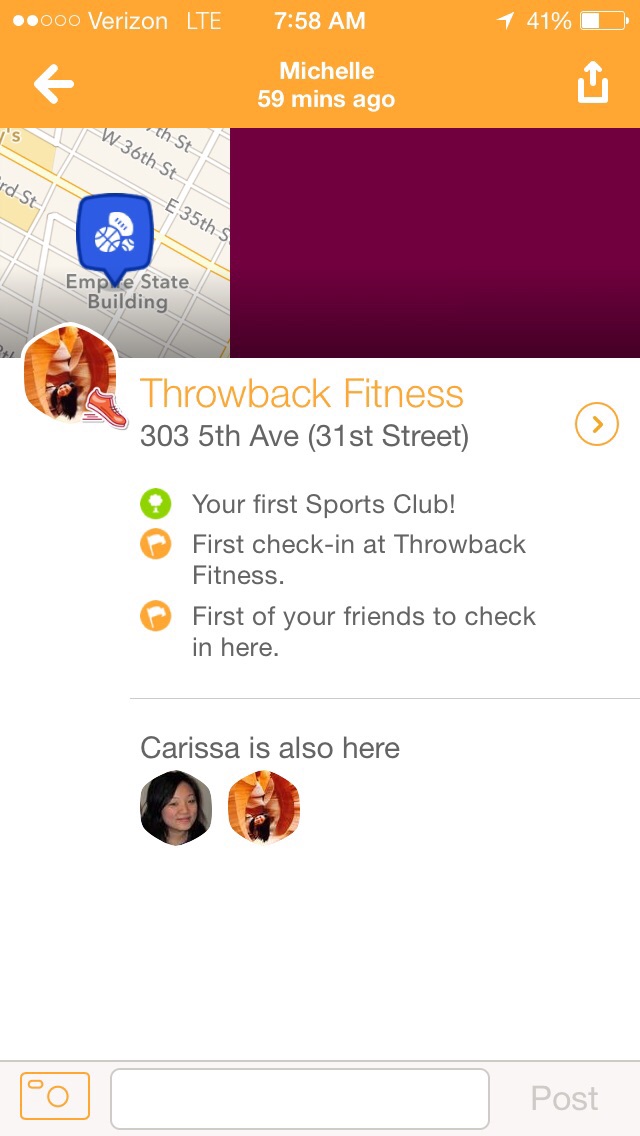 Verizon LTE 7:58 AM 41%
Michelle
59 mins ago
7th St
W 36th St
rd St
E 35th S
Empire State
Building
Throwback Fitness
303 5th Ave (31st Street)
Your first Sports Club!
First check-in at Throwback
Fitness.
First of your friends to check
in here.
Carissa is also here
Post